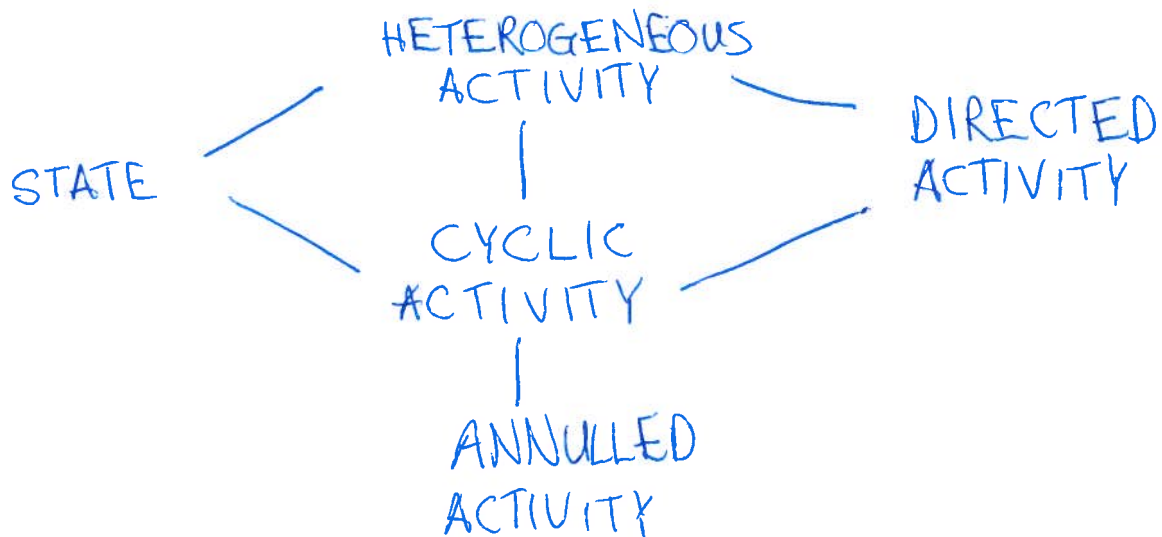 HETEROGENEOUS
ACTIVITY
DIRECTED
ACTIVITY
STATE
CYCLIC
ACTIVITY
ANNULLED
ACTIVITY